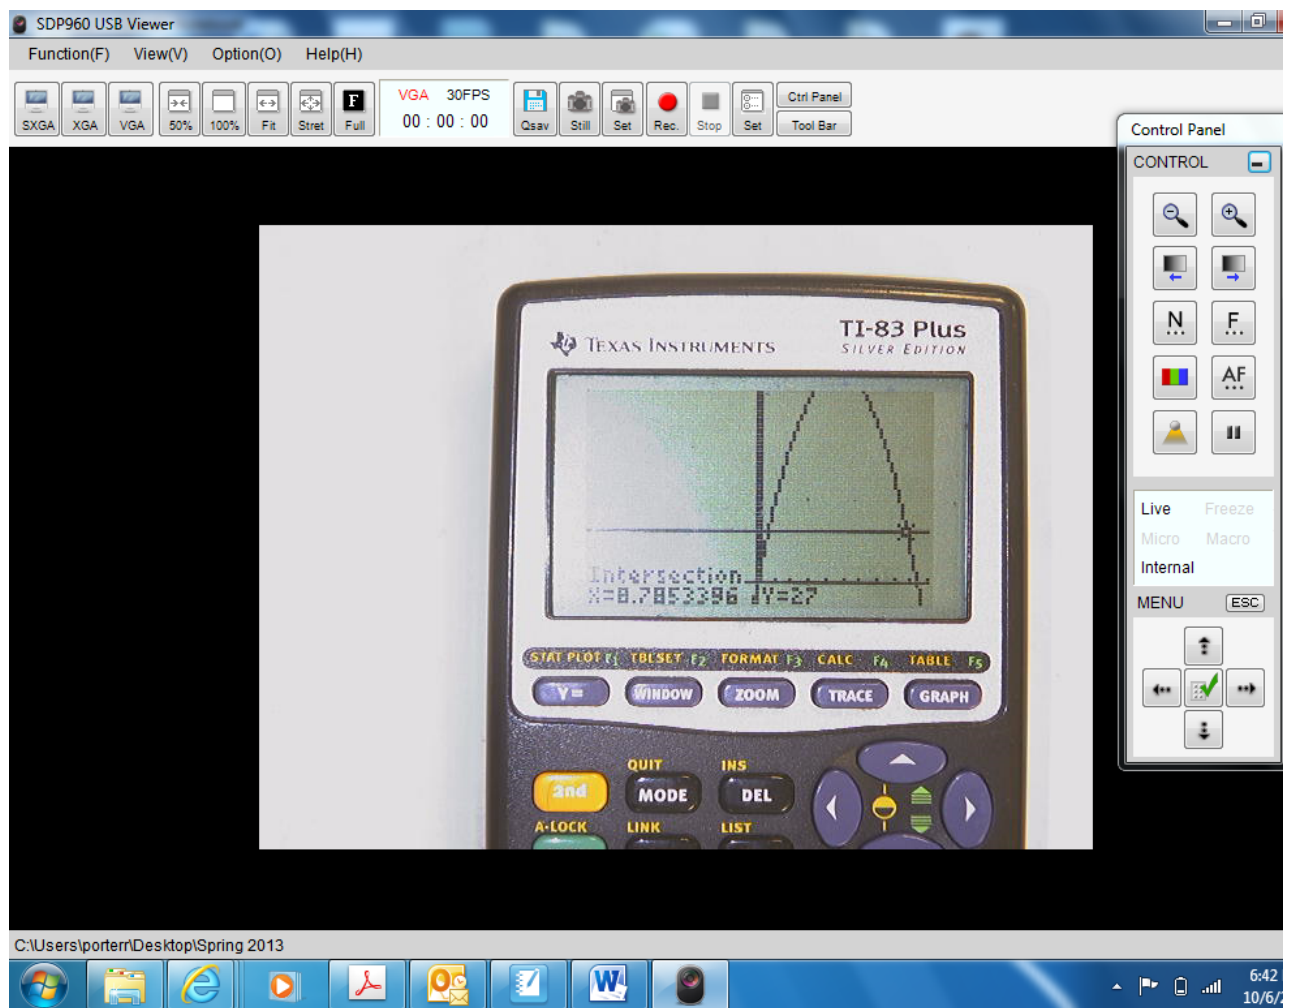 SDP960 USB Viewer
Function(F) View(V) Option(O) Help(H)
SXGA XGA VGA 50% 100% Fit Stret Full
VGA 30FPS
00 : 00 : 00
Qsav Still Set Rec. Stop Set
Ctrl Panel
Tool Bar
Control Panel
CONTROL
N
F
AF
Live Freeze
Micro Macro
Internal
MENU ESC
TEXAS INSTRUMENTS
TI-83 Plus
SILVER EDITION
Intersection
X=8.7853396 Y=27
STAT PLOT F1 TBLSET F2 FORMAT F3 CALC F4 TABLE F5
Y= WINDOW ZOOM TRACE GRAPH
QUIT INS
2nd MODE DEL
A-LOCK LINK LIST
C:\Users\porterr\Desktop\Spring 2013
6:42
10/6/2